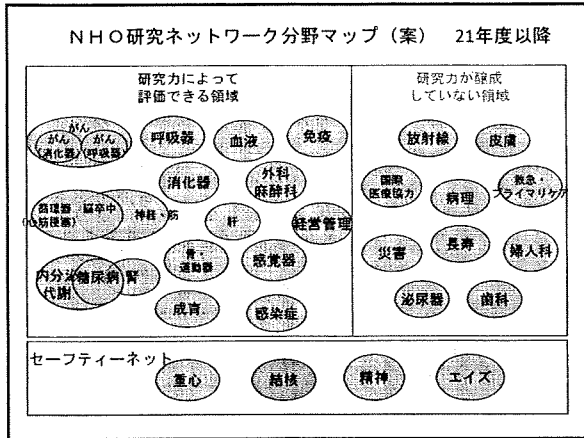 NHO研究ネットワーク分野マップ（案） 21年度以降
研究力によって
評価できる領域
研究力が醸成
していない領域
がん
がん
（消化器）
がん
（呼吸器）
呼吸器
血液
免疫
消化器
外科
麻酔科
循環器
（心筋梗塞）
脳卒中
神経・筋
肝
経営管理
骨・
運動器
感覚器
内分泌
代謝
糖尿病
腎
成育
感染症
放射線
皮膚
国際
医療協力
病理
救急・
プライマリケア
災害
長寿
婦人科
泌尿器
歯科
セーフティーネット
重心
結核
精神
エイズ